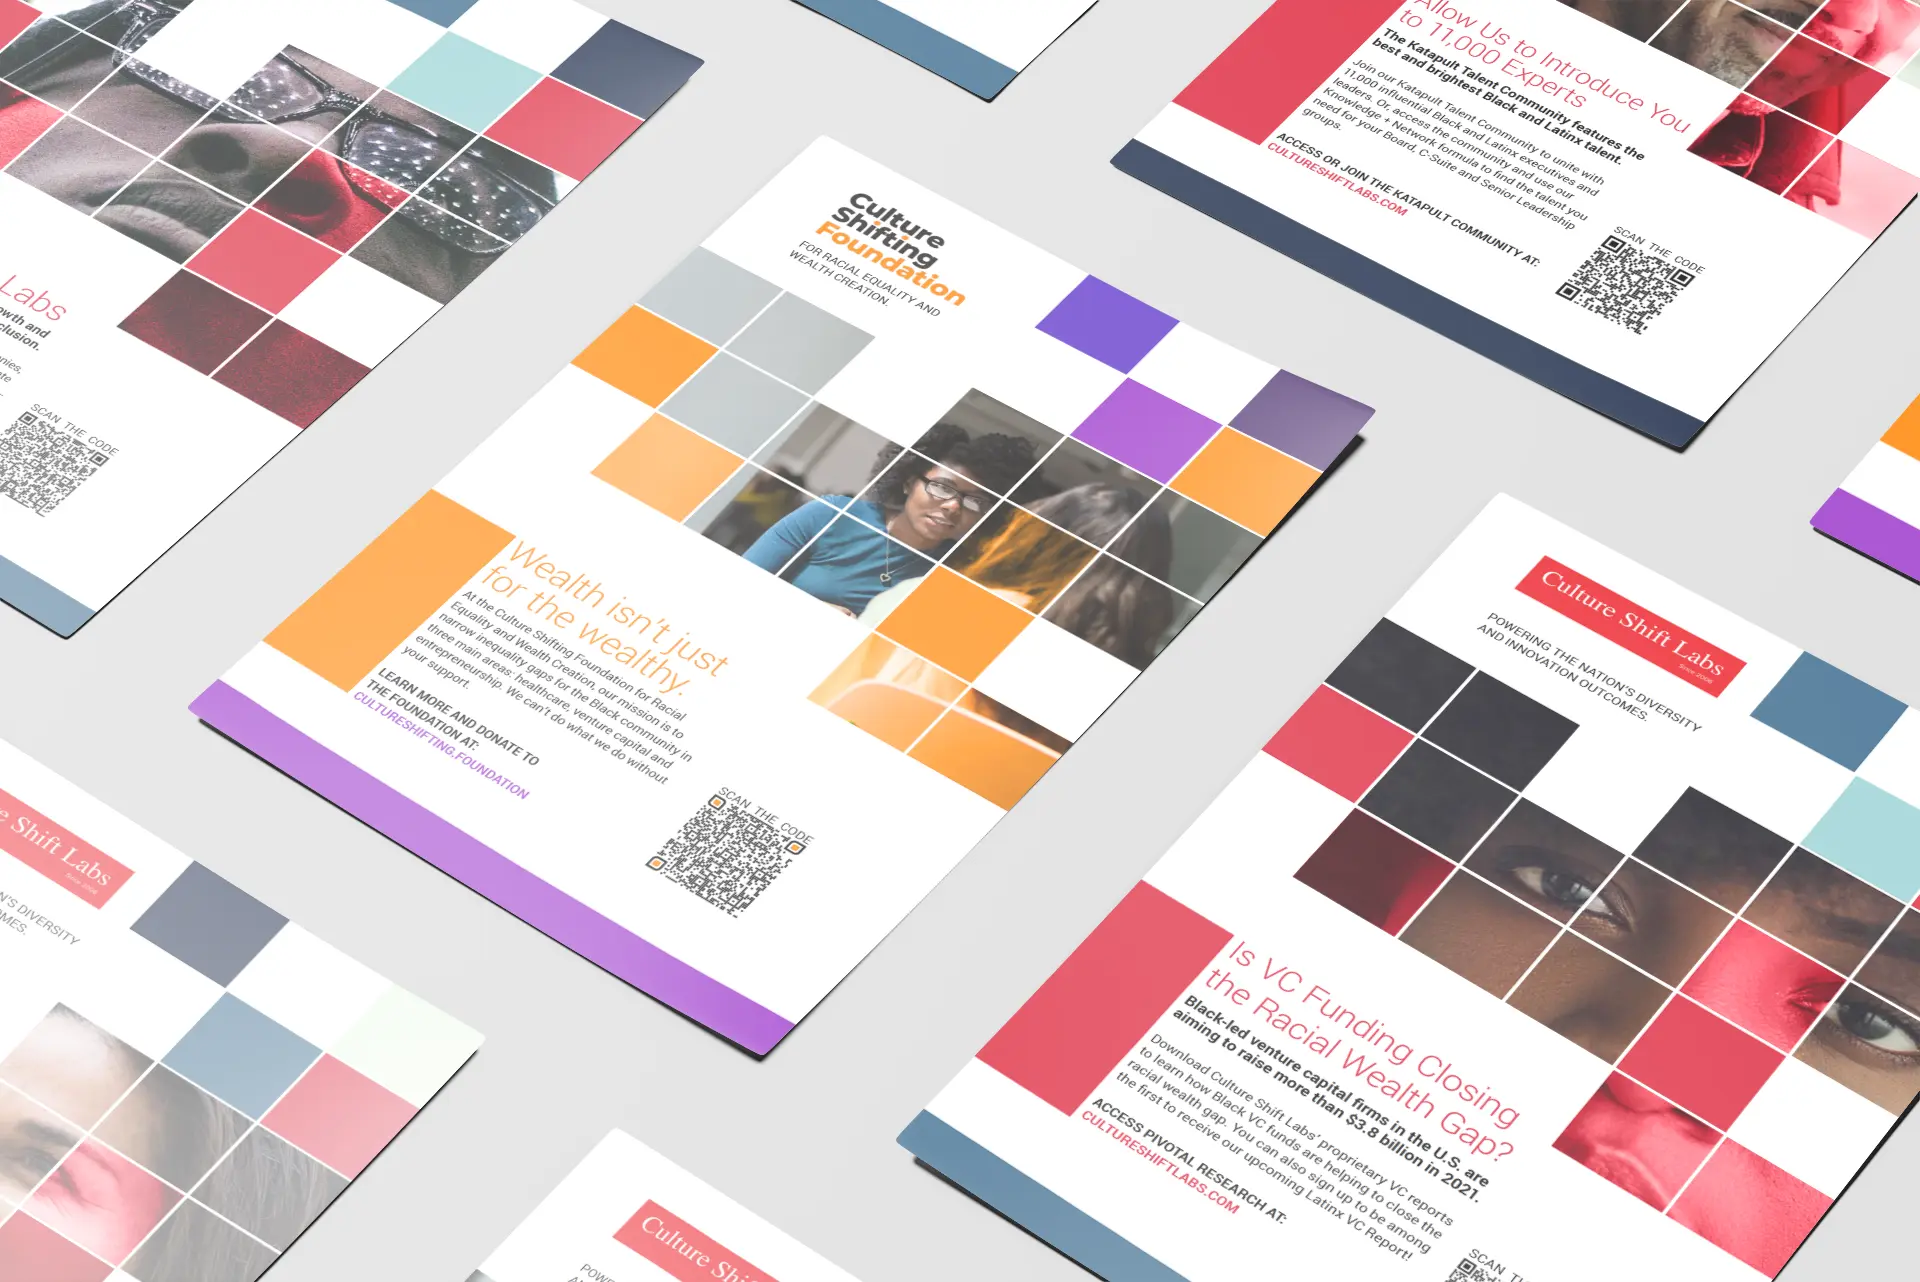 Labs
owth and
clusion.
nies,
te
SCAN THE CODE
Culture
Shifting
Foundation
FOR RACIAL EQUALITY AND
WEALTH CREATION.
Wealth isn't just
for the wealthy.
At the Culture Shifting Foundation for Racial
Equality and Wealth Creation, our mission is to
narrow inequality gaps for the Black community in
three main areas: healthcare, venture capital and
entrepreneurship. We can't do what we do without
your support.
LEARN MORE AND DONATE TO
THE FOUNDATION AT:
CULTURESHIFTING.FOUNDATION
SCAN THE CODE
Allow Us to Introduce You
to 11,000 Experts
The Katapult Talent Community features the
best and brightest Black and Latinx talent.
Join our Katapult Talent Community to unite with
11,000 influential Black and Latinx executives and
leaders. Or, access the community and use our
Knowledge + Network formula to find the talent you
need for your Board, C-Suite and Senior Leadership
groups.
ACCESS OR JOIN THE KATAPULT COMMUNITY AT:
CULTURESHIFTLABS.COM
SCAN THE CODE
Culture Shift Labs
Since 2006
POWERING THE NATION'S DIVERSITY
AND INNOVATION OUTCOMES.
Is VC Funding Closing
the Racial Wealth Gap?
Black-led venture capital firms in the U.S. are
aiming to raise more than $3.8 billion in 2021.
Download Culture Shift Labs' proprietary VC reports
to learn how Black VC funds are helping to close the
racial wealth gap. You can also sign up to be among
the first to receive our upcoming Latinx VC Report!
ACCESS PIVOTAL RESEARCH AT:
CULTURESHIFTLABS.COM
SCAN T
e Shift Labs
Since 2006
N'S DIVERSITY
OMES.
Culture Shi
POWE